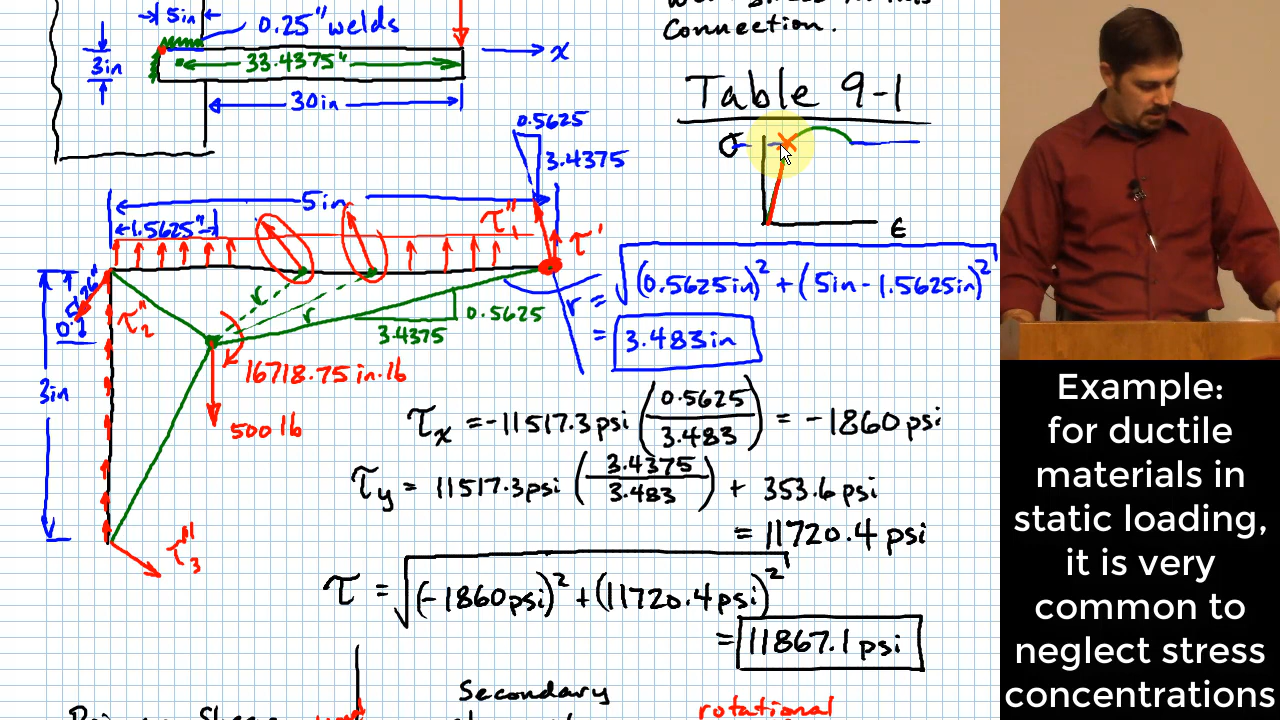 5in
0.25" welds
Connection.
33.4375"
x
3in
30in
Table 9-1
0.5625
3.4375
σ
ε
5in
1.5625"
τ₁"
τ'
r
r
τ₂"
3.4375
0.5625
r = √(0.5625in)² + (5in-1.5625in)²
= 3.483in
3in
16718.75 in·lb
500 lb
τx = -11517.3psi (0.5625/3.483) = -1860psi
τy = 11517.3psi (3.4375/3.483) + 353.6psi
= 11720.4 psi
τ₃"
τ = √(-1860psi)² + (11720.4psi)²
= 11867.1 psi
Secondary
rotational
Example:
for ductile
materials in
static loading,
it is very
common to
neglect stress
concentrations